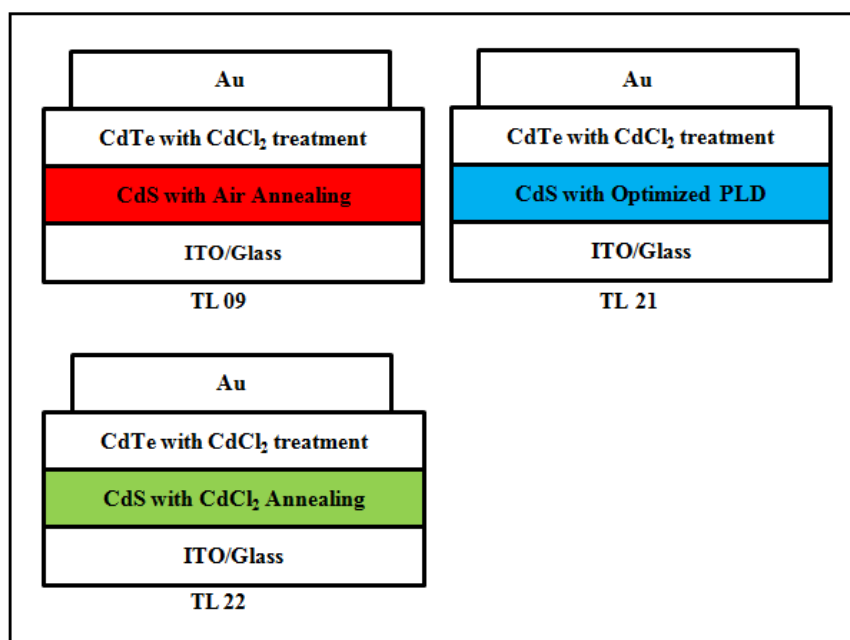 Au
CdTe with CdCl₂ treatment
CdS with Air Annealing
ITO/Glass
TL 09
Au
CdTe with CdCl₂ treatment
CdS with Optimized PLD
ITO/Glass
TL 21
Au
CdTe with CdCl₂ treatment
CdS with CdCl₂ Annealing
ITO/Glass
TL 22